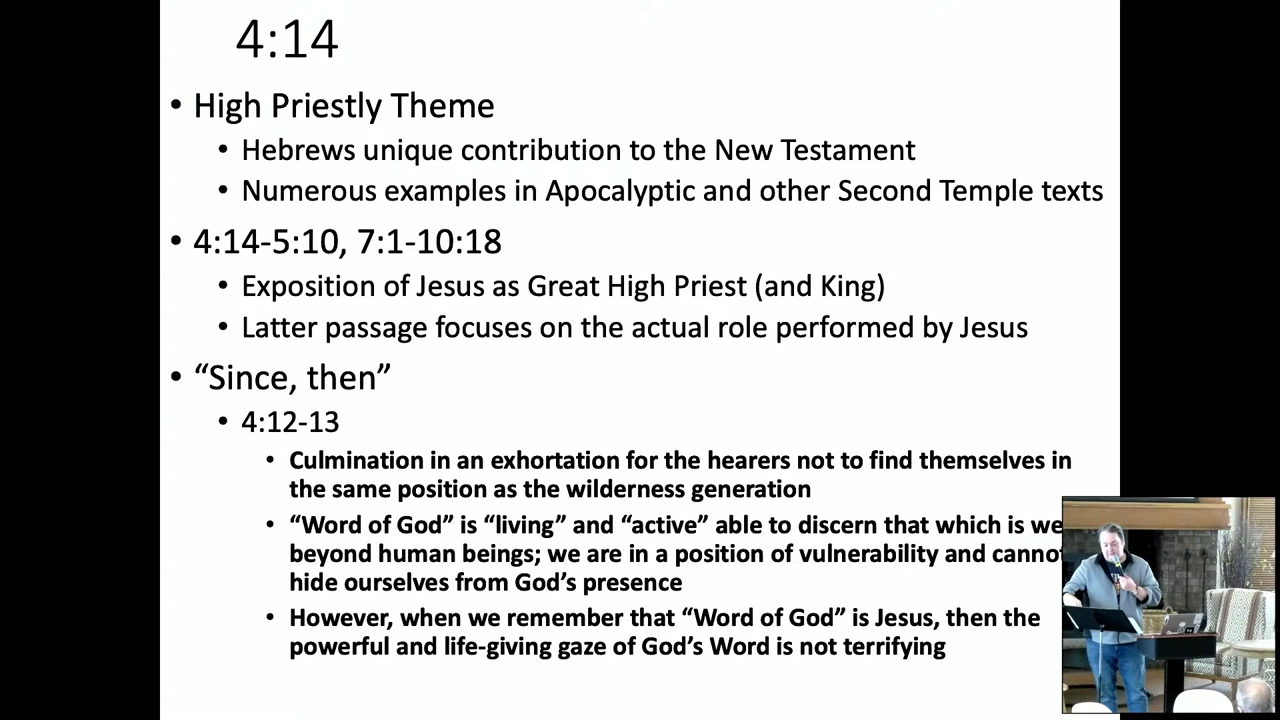 4:14
• High Priestly Theme
• Hebrews unique contribution to the New Testament
• Numerous examples in Apocalyptic and other Second Temple texts
• 4:14-5:10, 7:1-10:18
• Exposition of Jesus as Great High Priest (and King)
• Latter passage focuses on the actual role performed by Jesus
• “Since, then”
• 4:12-13
• Culmination in an exhortation for the hearers not to find themselves in
the same position as the wilderness generation
• “Word of God” is “living” and “active” able to discern that which is
beyond human beings; we are in a position of vulnerability and
hide ourselves from God’s presence
• However, when we remember that “Word of God” is Jesus, then the
powerful and life-giving gaze of God’s Word is not terrifying